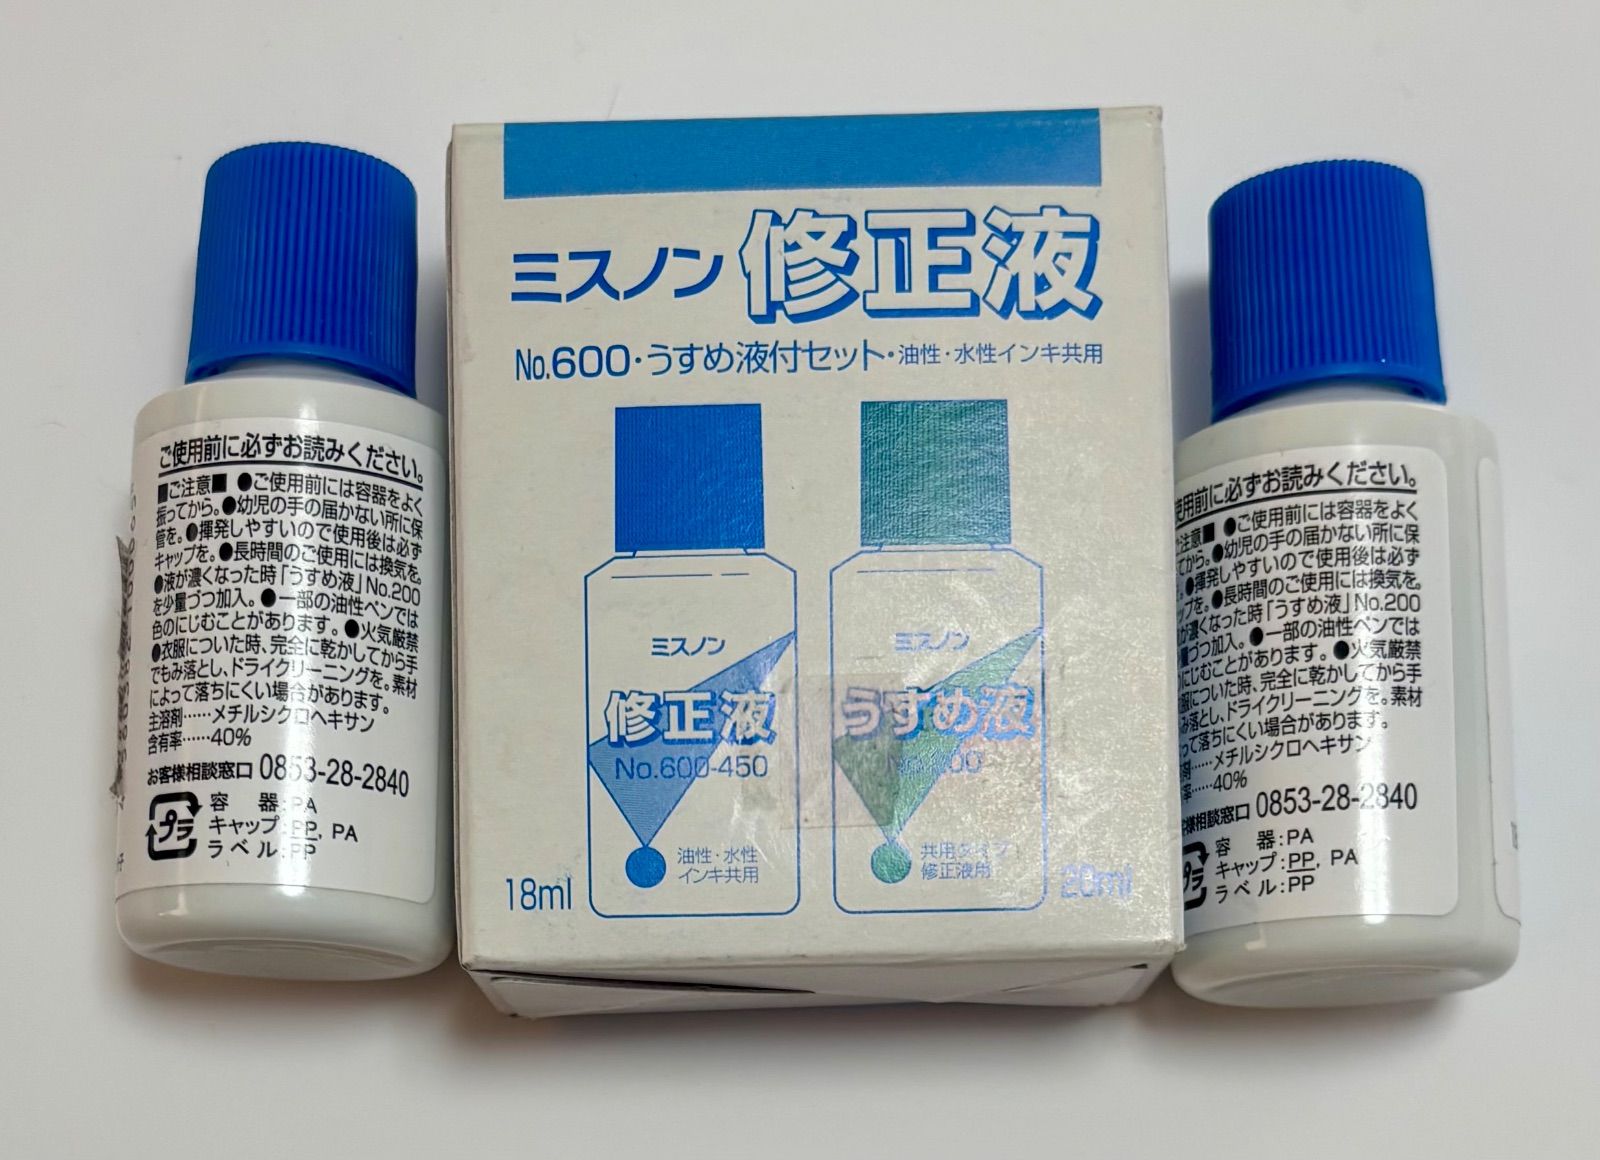 ご使用前に必ずお読みください。
■ご注意■ ●ご使用前には容器をよく
振ってから。●幼児の手の届かない所に保
管を。●揮発しやすいので使用後は必ず
キャップを。●長時間のご使用には換気を。
●液が濃くなった時「うすめ液」No.200
を少量づつ加入。●一部の油性ペンでは
色のにじむことがあります。●火気厳禁
●衣服についた時、完全に乾かしてから手
でもみ落とし、ドライクリーニングを。素材
によって落ちにくい場合があります。
主溶剤……メチルシクロヘキサン
含有率……40%
お客様相談窓口 0853-28-2840
プラ
容 器:PA
キャップ:PP, PA
ラベル:PP
ミスノン 修正液
No.600・うすめ液付セット・油性・水性インキ共用
ミスノン
修正液
No.600-450
油性・水性
インキ共用
18ml
ミスノン
うすめ液
共用タイプ
修正液用
20ml
使用前に必ずお読みください。
ご注意■ ●ご使用前には容器をよく
てから。●幼児の手の届かない所に保
●揮発しやすいので使用後は必ず
ップを。●長時間のご使用には換気を。
が濃くなった時「うすめ液」No.200
づつ加入。●一部の油性ペンでは
にじむことがあります。●火気厳禁
服についた時、完全に乾かしてから手
み落とし、ドライクリーニングを。素材
って落ちにくい場合があります。
剤……メチルシクロヘキサン
率……40%
客様相談窓口 0853-28-2840
容 器:PA
キャップ:PP, PA
ラベル:PP